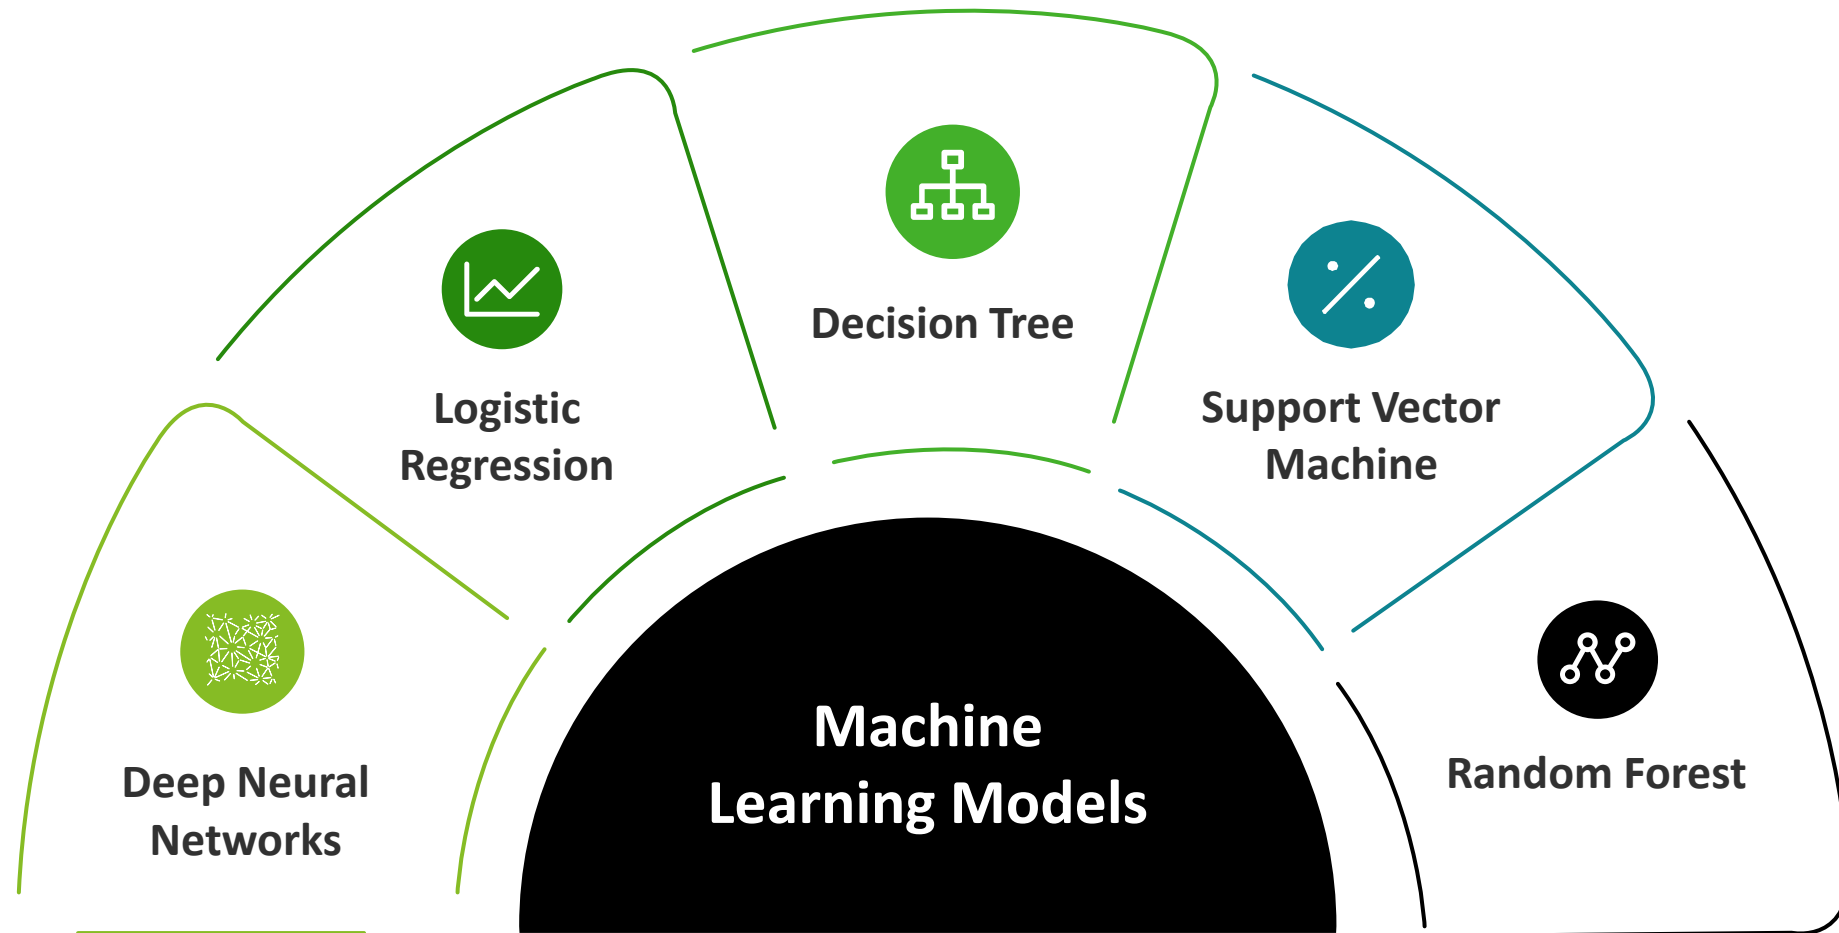 Decision Tree
Logistic
Regression
Support Vector
Machine
Deep Neural
Networks
Random Forest
Machine
Learning Models